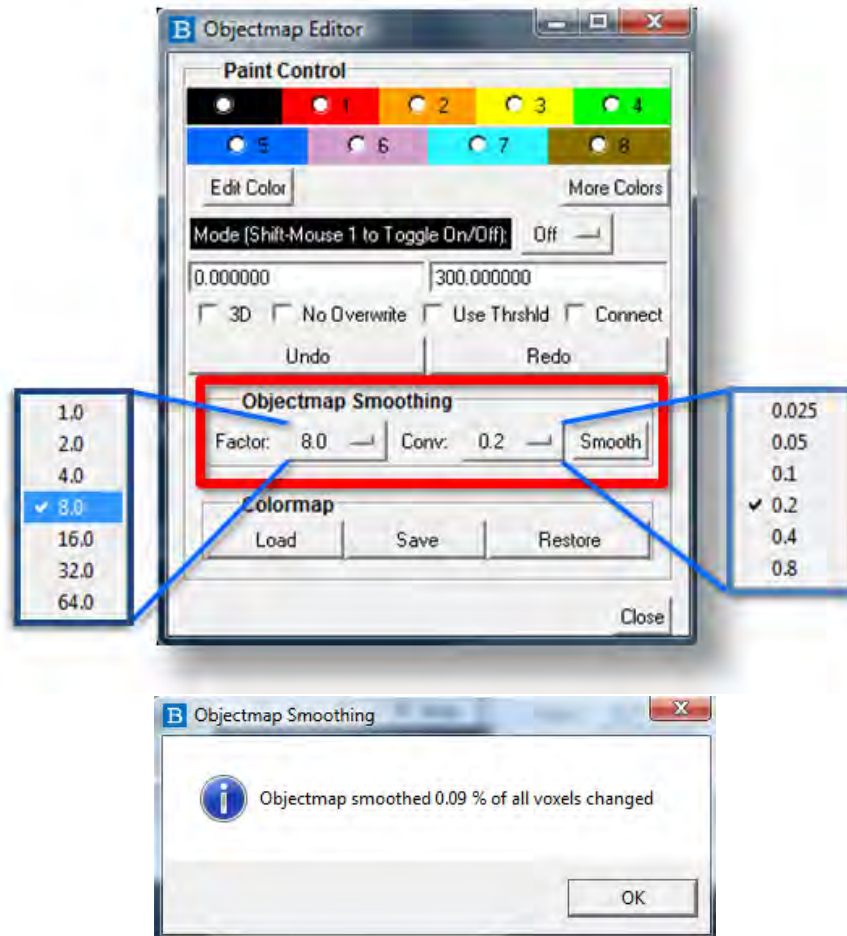 B Objectmap Editor
Paint Control
1 2 3 4
5 6 7 8
Edit Color More Colors
Mode (Shift-Mouse 1 to Toggle On/Off): Off
0.000000 300.000000
3D No Overwrite Use Thrshld Connect
Undo Redo
Objectmap Smoothing
Factor: 8.0 Conv: 0.2 Smooth
1.0
2.0
4.0
8.0
16.0
32.0
64.0
0.025
0.05
0.1
0.2
0.4
0.8
Colormap
Load Save Restore
Close
B Objectmap Smoothing
Objectmap smoothed 0.09 % of all voxels changed
OK